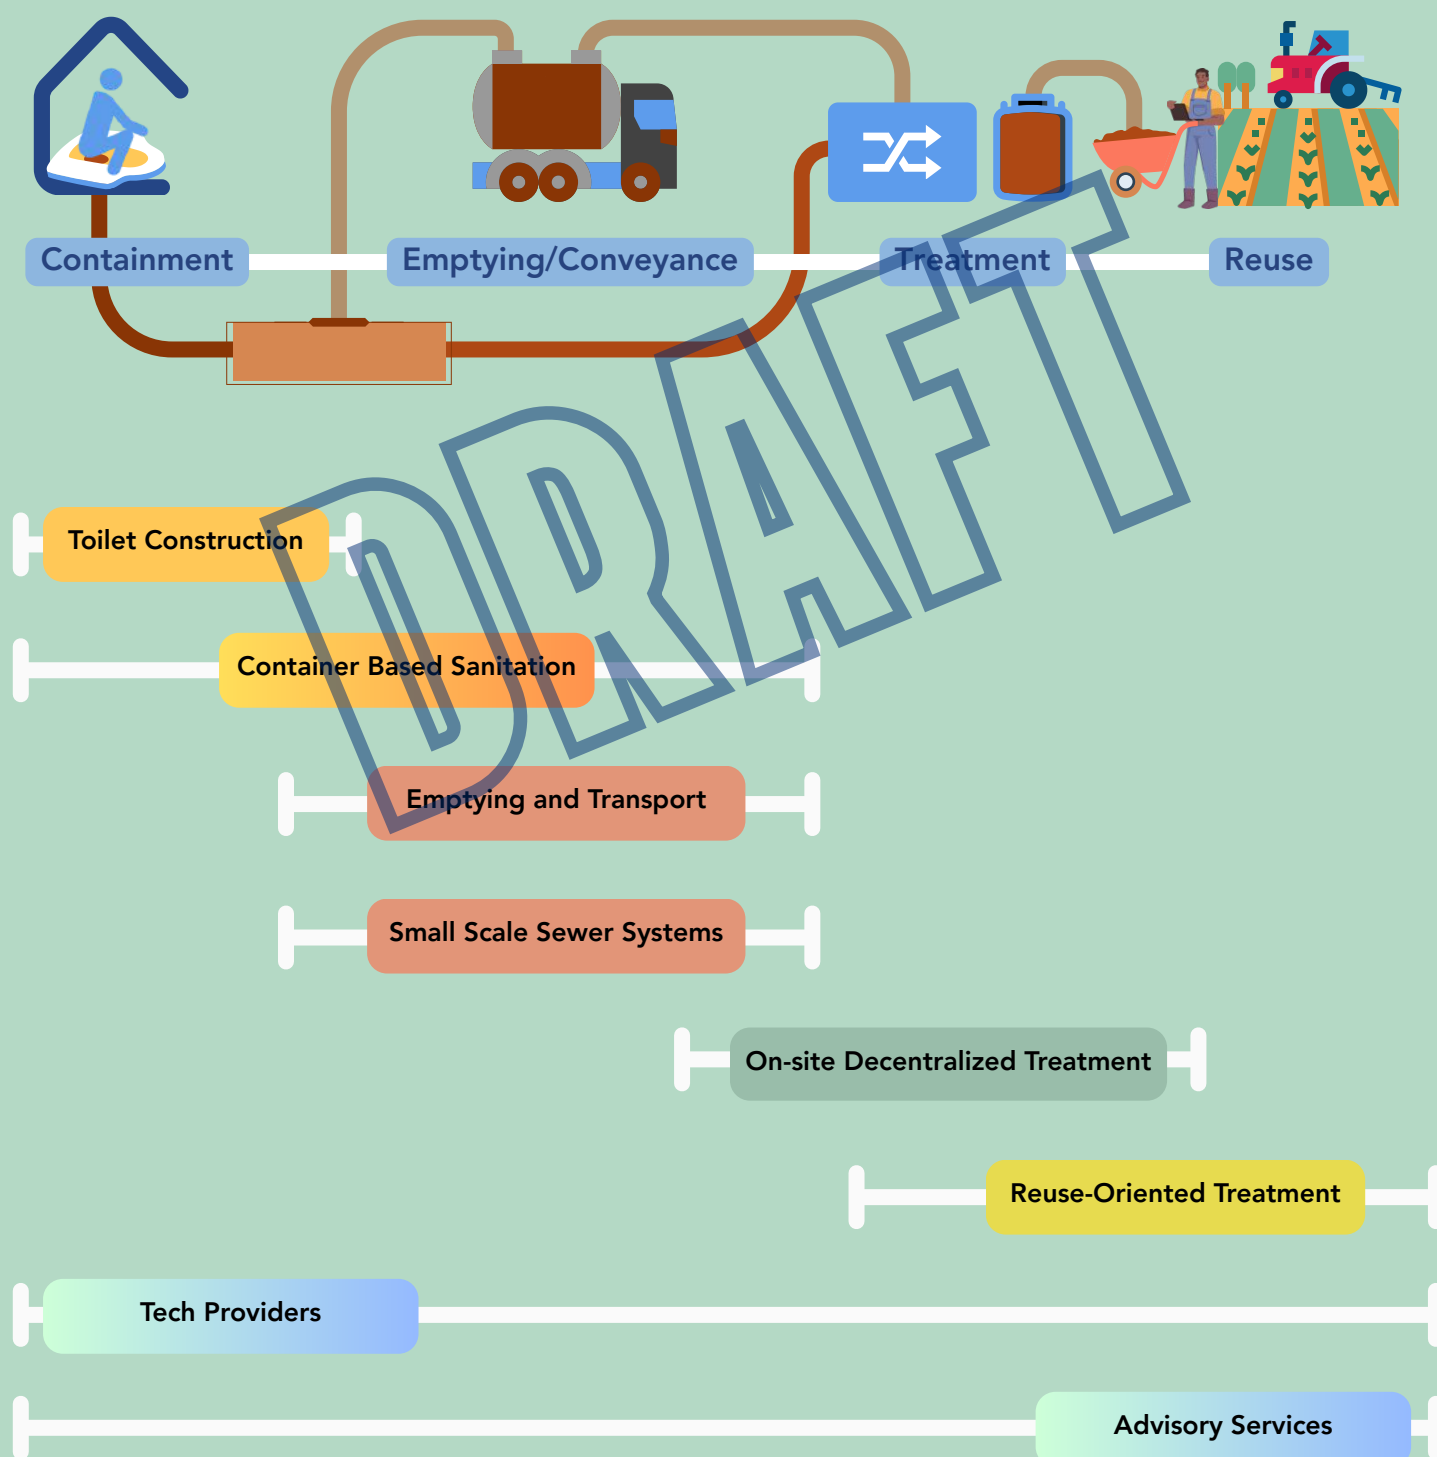 Containment
Emptying/Conveyance
Treatment
Reuse
DRAFT
Toilet Construction
Container Based Sanitation
Emptying and Transport
Small Scale Sewer Systems
On-site Decentralized Treatment
Reuse-Oriented Treatment
Tech Providers
Advisory Services